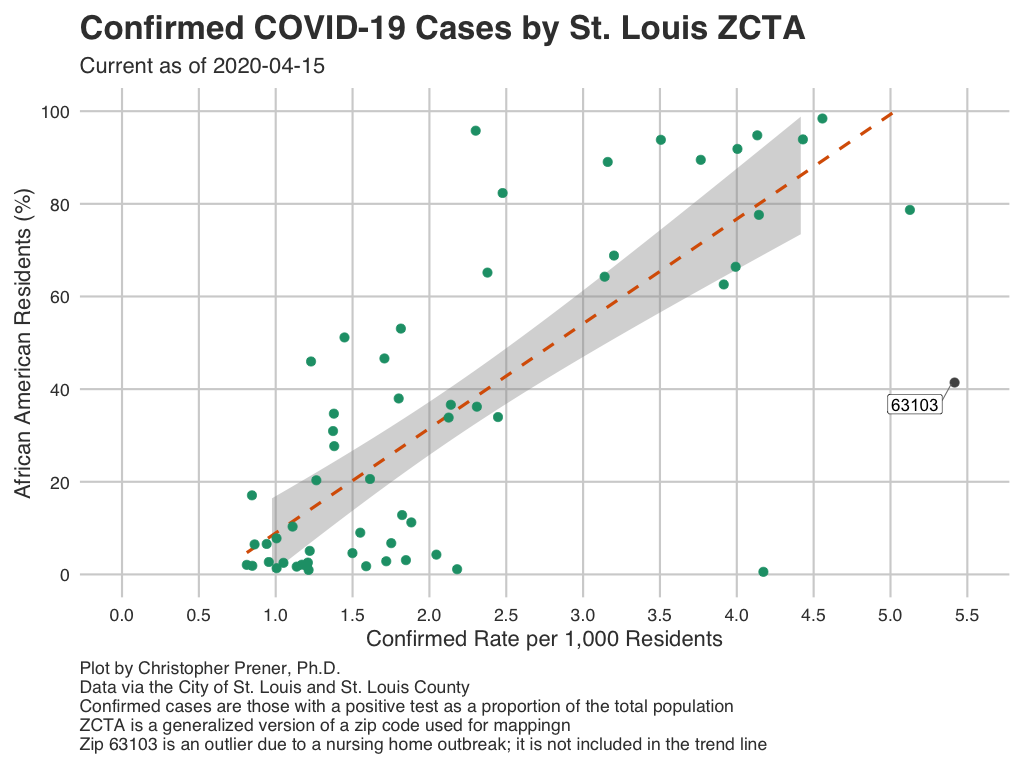 Confirmed COVID-19 Cases by St. Louis ZCTA
Current as of 2020-04-15
African American Residents (%)
100
80
60
40
20
0
63103
0.0 0.5 1.0 1.5 2.0 2.5 3.0 3.5 4.0 4.5 5.0 5.5
Confirmed Rate per 1,000 Residents
Plot by Christopher Prener, Ph.D.
Data via the City of St. Louis and St. Louis County
Confirmed cases are those with a positive test as a proportion of the total population
ZCTA is a generalized version of a zip code used for mappingn
Zip 63103 is an outlier due to a nursing home outbreak; it is not included in the trend line